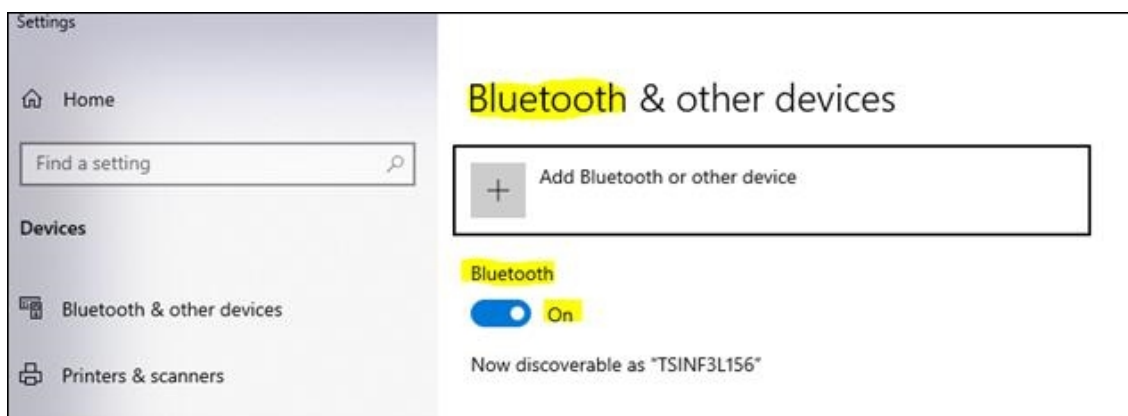 Settings
Home
Find a setting
Devices
Bluetooth & other devices
Printers & scanners
Bluetooth & other devices
Add Bluetooth or other device
Bluetooth
On
Now discoverable as "TSINF3L156"